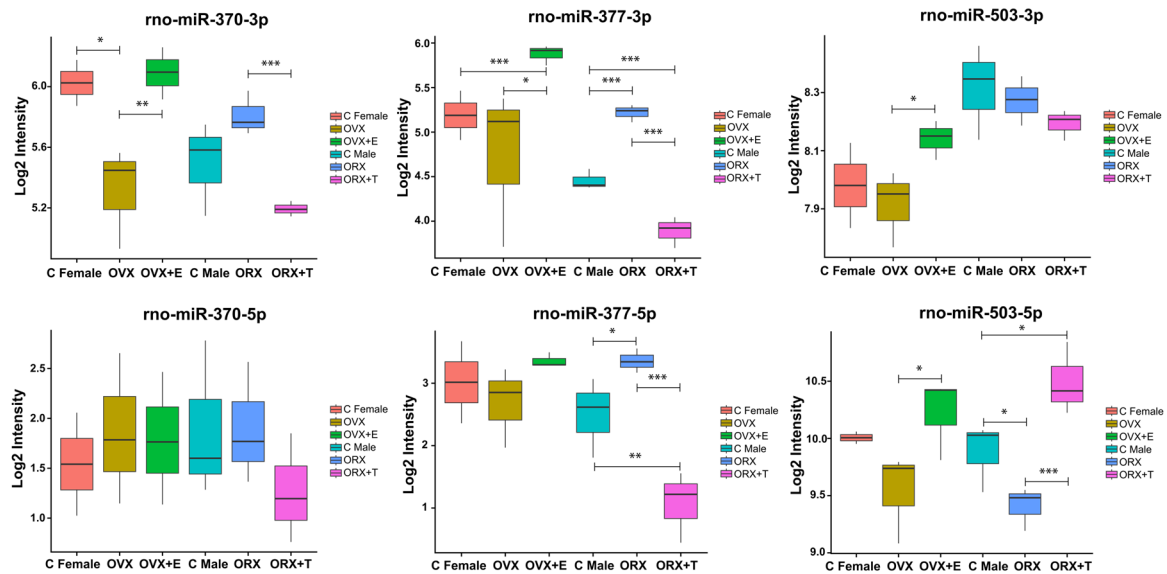 rno-miR-370-3p
Log2 Intensity
6.0
5.6
5.2
*
**
***
C Female OVX OVX+E C Male ORX ORX+T
C Female
OVX
OVX+E
C Male
ORX
ORX+T
rno-miR-377-3p
Log2 Intensity
6.0
5.5
5.0
4.5
4.0
***
*
***
***
***
C Female OVX OVX+E C Male ORX ORX+T
C Female
OVX
OVX+E
C Male
ORX
ORX+T
rno-miR-503-3p
Log2 Intensity
8.3
8.1
7.9
*
C Female OVX OVX+E C Male ORX ORX+T
C Female
OVX
OVX+E
C Male
ORX
ORX+T
rno-miR-370-5p
Log2 Intensity
2.5
2.0
1.5
1.0
C Female OVX OVX+E C Male ORX ORX+T
C Female
OVX
OVX+E
C Male
ORX
ORX+T
rno-miR-377-5p
Log2 Intensity
3
2
1
*
***
**
C Female OVX OVX+E C Male ORX ORX+T
C Female
OVX
OVX+E
C Male
ORX
ORX+T
rno-miR-503-5p
Log2 Intensity
10.5
10.0
9.5
9.0
*
*
*
***
C Female OVX OVX+E C Male ORX ORX+T
C Female
OVX
OVX+E
C Male
ORX
ORX+T